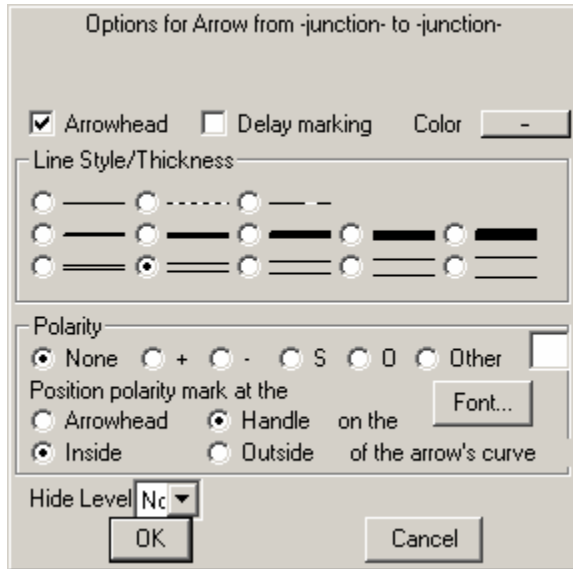 Options for Arrow from -junction- to -junction-
Arrowhead Delay marking Color -
Line Style/Thickness
Polarity
None + - S O Other
Position polarity mark at the
Font...
Arrowhead Handle on the
Inside Outside of the arrow's curve
Hide Level
OK Cancel